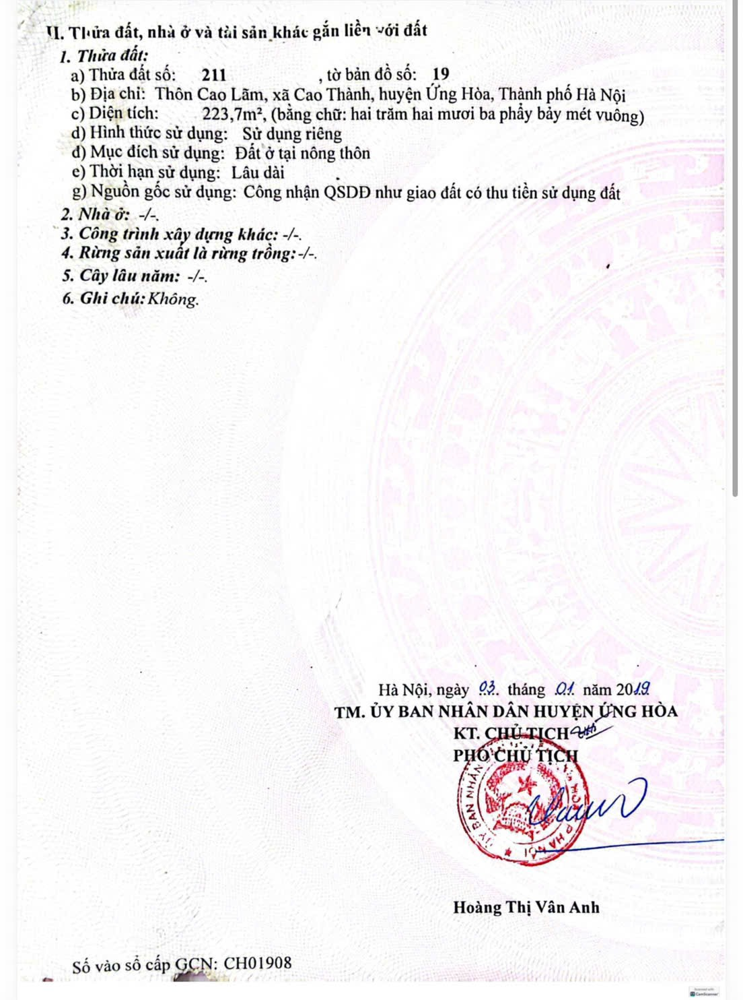 II. Thửa đất, nhà ở và tài sản khác gắn liền với đất
1. Thửa đất:
a) Thửa đất số: 211 , tờ bản đồ số: 19
b) Địa chỉ: Thôn Cao Lãm, xã Cao Thành, huyện Ứng Hòa, Thành phố Hà Nội
c) Diện tích: 223,7m², (bằng chữ: hai trăm hai mươi ba phẩy bảy mét vuông)
d) Hình thức sử dụng: Sử dụng riêng
đ) Mục đích sử dụng: Đất ở tại nông thôn
e) Thời hạn sử dụng: Lâu dài
g) Nguồn gốc sử dụng: Công nhận QSDĐ như giao đất có thu tiền sử dụng đất
2. Nhà ở: -/-.
3. Công trình xây dựng khác: -/-.
4. Rừng sản xuất là rừng trồng: -/-.
5. Cây lâu năm: -/-.
6. Ghi chú: Không.
Hà Nội, ngày 03 tháng 01 năm 2019
TM. ỦY BAN NHÂN DÂN HUYỆN ỨNG HÒA
KT. CHỦ TỊCH
PHÓ CHỦ TỊCH
Hoàng Thị Vân Anh
Số vào sổ cấp GCN: CH01908
CamScanner